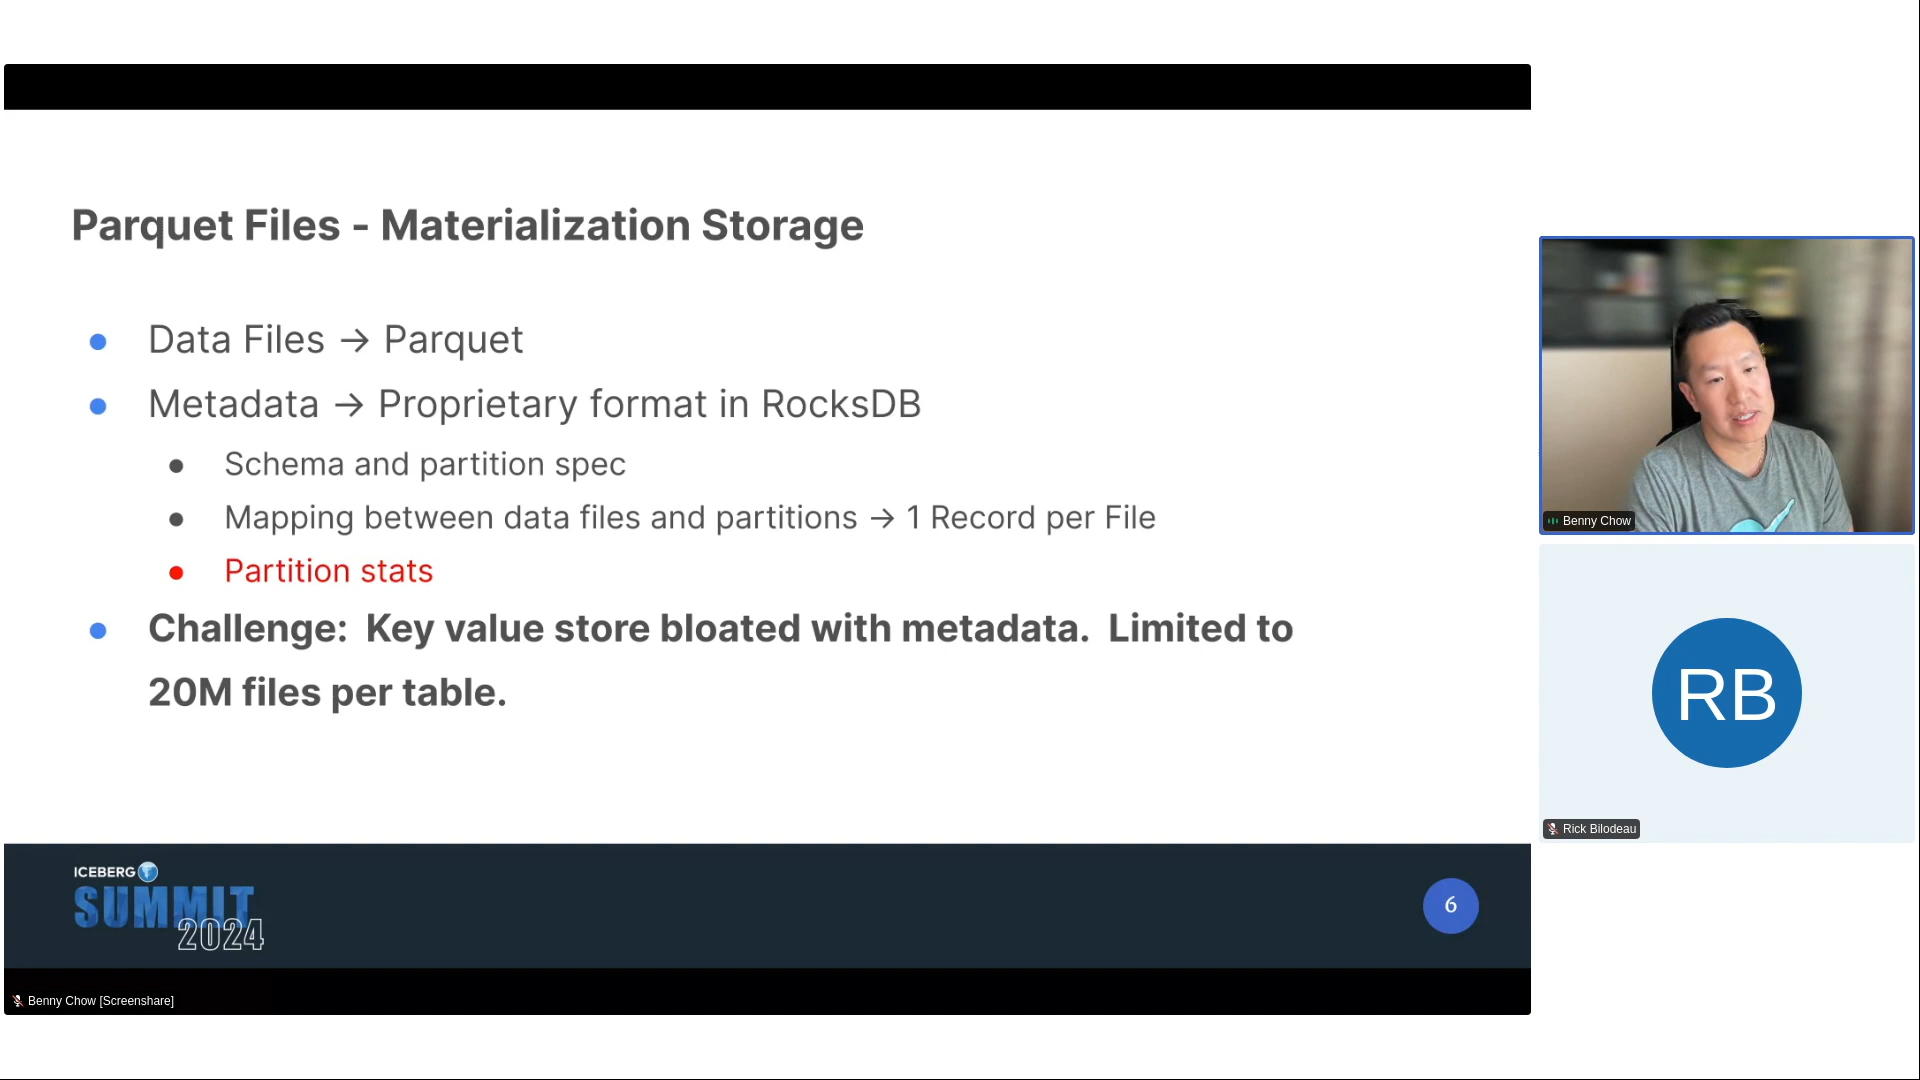 Parquet Files - Materialization Storage
● Data Files → Parquet
● Metadata → Proprietary format in RocksDB
● Schema and partition spec
● Mapping between data files and partitions → 1 Record per File
● Partition stats
● Challenge:  Key value store bloated with metadata.  Limited to
20M files per table.
ICEBERG
SUMMIT
2024
6
Benny Chow [Screenshare]
Benny Chow
RB
Rick Bilodeau